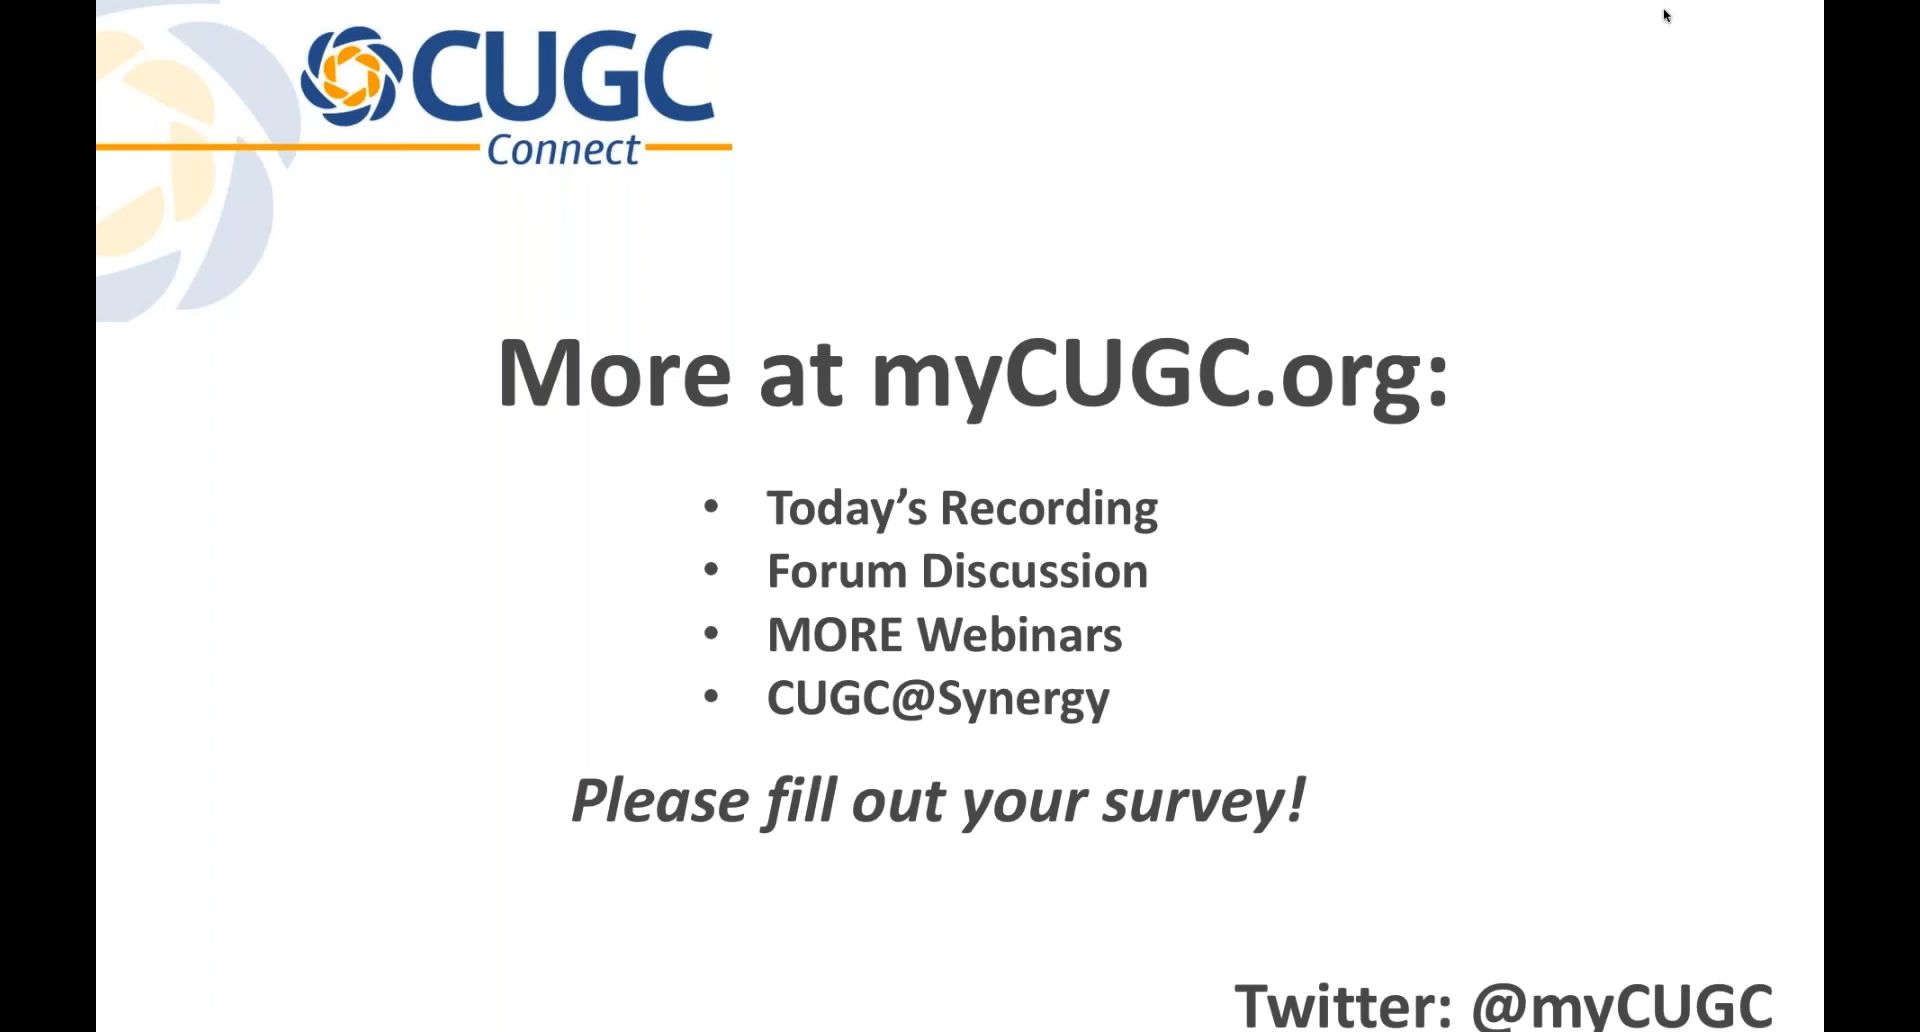 CUGC
Connect
More at myCUGC.org:
• Today’s Recording
• Forum Discussion
• MORE Webinars
• CUGC@Synergy
Please fill out your survey!
Twitter: @myCUGC